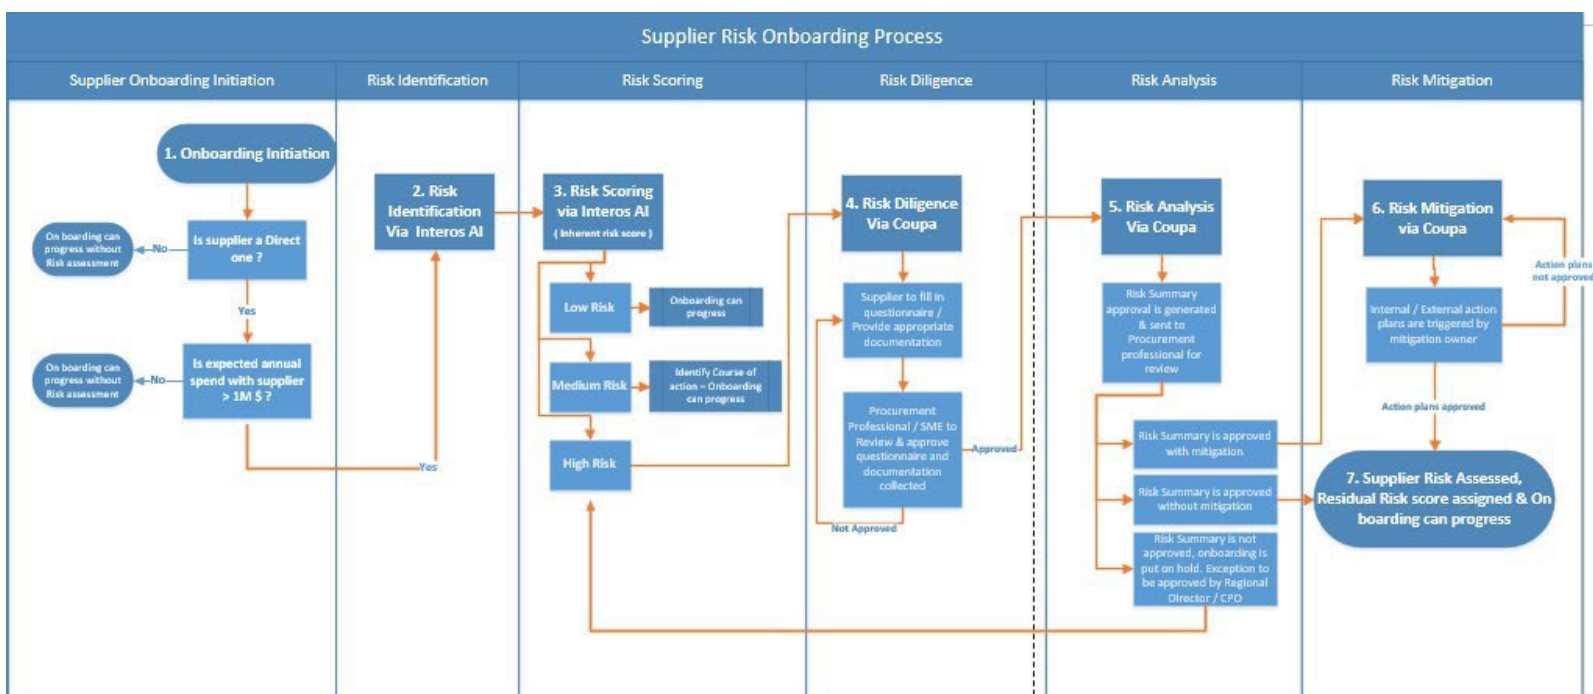 Supplier Risk Onboarding Process
Supplier Onboarding Initiation
Risk Identification
Risk Scoring
Risk Diligence
Risk Analysis
Risk Mitigation
1. Onboarding Initiation
Is supplier a Direct
one ?
No
On boarding can
progress without
Risk assessment
Yes
Is expected annual
spend with supplier
> 1M $ ?
No
On boarding can
progress without
Risk assessment
Yes
2. Risk
Identification
Via Interos AI
3. Risk Scoring
via Interos AI
( Inherent risk score )
Low Risk
Onboarding can
progress
Medium Risk
Identify Course of
action – Onboarding
can progress
High Risk
4. Risk Diligence
Via Coupa
Supplier to fill in
questionnaire /
Provide appropriate
documentation
Procurement
Professional / SME to
Review & approve
questionnaire and
documentation
collected
Approved
Not Approved
5. Risk Analysis
Via Coupa
Risk Summary
approval is generated
& sent to
Procurement
professional for
review
Risk Summary is approved
with mitigation
Risk Summary is approved
without mitigation
Risk Summary is not
approved, onboarding is
put on hold. Exception to
be approved by Regional
Director / CPO
6. Risk Mitigation
via Coupa
Action plans
not approved
Internal / External action
plans are triggered by
mitigation owner
Action plans approved
7. Supplier Risk Assessed,
Residual Risk score assigned & On
boarding can progress